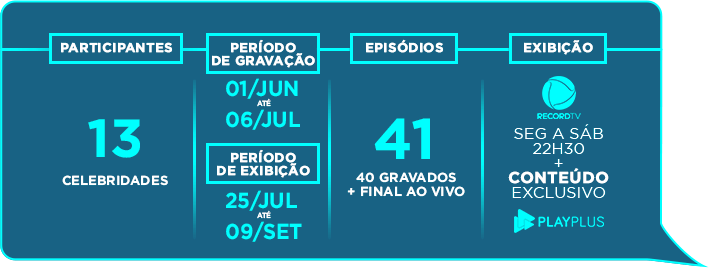 PARTICIPANTES
13
CELEBRIDADES
PERÍODO
DE GRAVAÇÃO
01/JUN
ATÉ
06/JUL
PERÍODO
DE EXIBIÇÃO
25/JUL
ATÉ
09/SET
EPISÓDIOS
41
40 GRAVADOS
+ FINAL AO VIVO
EXIBIÇÃO
RECORDTV
SEG A SÁB
22H30
+
CONTEÚDO
EXCLUSIVO
PLAYPLUS